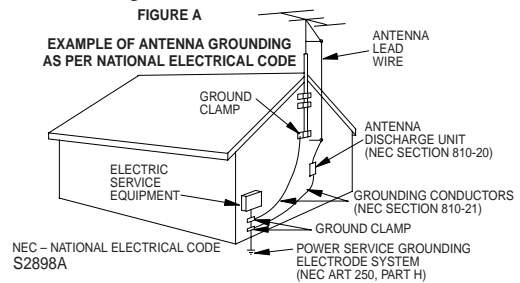 FIGURE A
EXAMPLE OF ANTENNA GROUNDING
AS PER NATIONAL ELECTRICAL CODE
ANTENNA
LEAD
WIRE
GROUND
CLAMP
ANTENNA
DISCHARGE UNIT
(NEC SECTION 810-20)
ELECTRIC
SERVICE
EQUIPMENT
GROUNDING CONDUCTORS
(NEC SECTION 810-21)
GROUND CLAMP
NEC – NATIONAL ELECTRICAL CODE
S2898A
POWER SERVICE GROUNDING
ELECTRODE SYSTEM
(NEC ART 250, PART H)